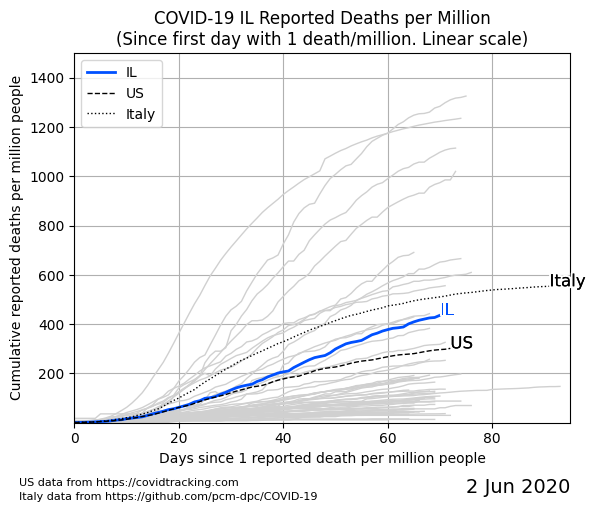 COVID-19 IL Reported Deaths per Million
(Since first day with 1 death/million. Linear scale)
Cumulative reported deaths per million people
1400
1200
1000
800
600
400
200
IL
US
Italy
Italy
IL
US
0
20
40
60
80
Days since 1 reported death per million people
US data from https://covidtracking.com
Italy data from https://github.com/pcm-dpc/COVID-19
2 Jun 2020